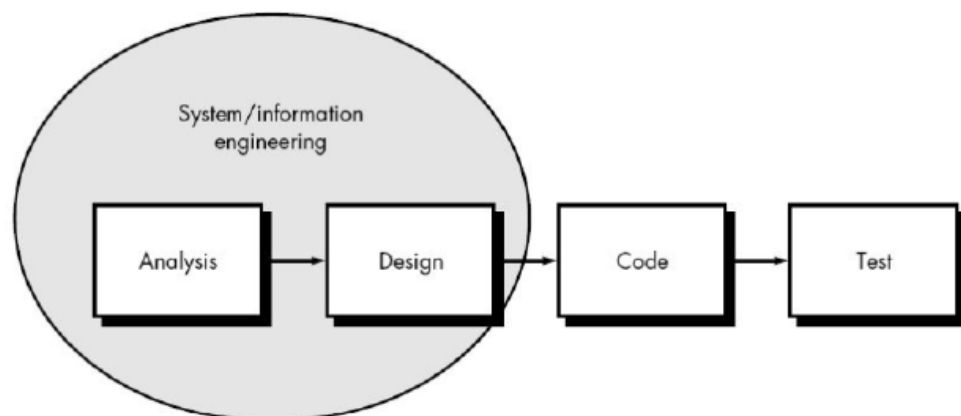 System/information
engineering
Analysis
Design
Code
Test